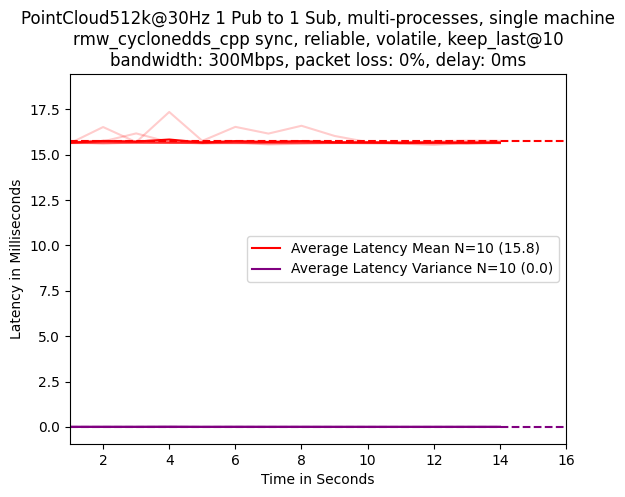 PointCloud512k@30Hz 1 Pub to 1 Sub, multi-processes, single machine
rmw_cyclonedds_cpp sync, reliable, volatile, keep_last@10
bandwidth: 300Mbps, packet loss: 0%, delay: 0ms
17.5
15.0
12.5
10.0
7.5
5.0
2.5
0.0
Latency in Milliseconds
Average Latency Mean N=10 (15.8)
Average Latency Variance N=10 (0.0)
2 4 6 8 10 12 14 16
Time in Seconds